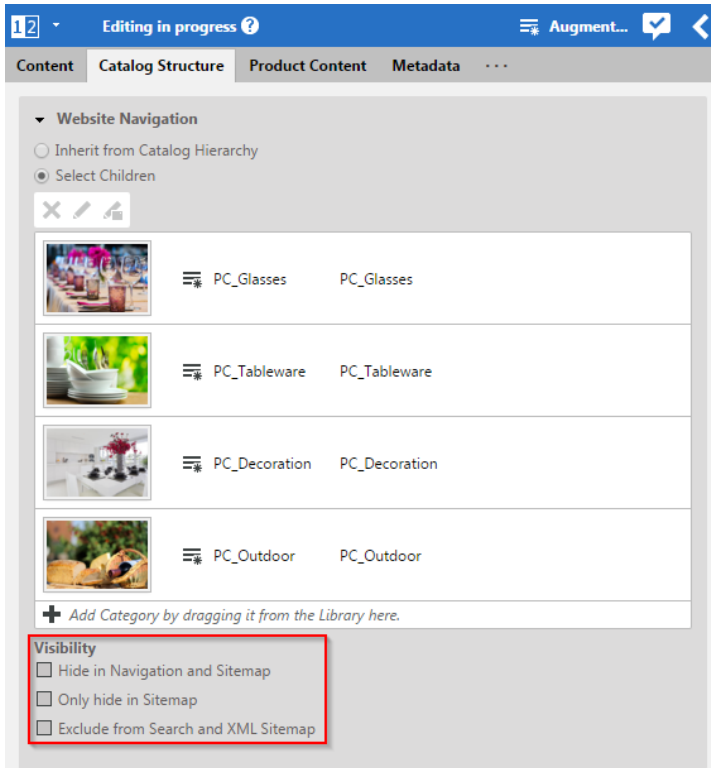 12 Editing in progress ? Augment...
Content Catalog Structure Product Content Metadata ...
Website Navigation
Inherit from Catalog Hierarchy
Select Children
PC_Glasses PC_Glasses
PC_Tableware PC_Tableware
PC_Decoration PC_Decoration
PC_Outdoor PC_Outdoor
Add Category by dragging it from the Library here.
Visibility
Hide in Navigation and Sitemap
Only hide in Sitemap
Exclude from Search and XML Sitemap